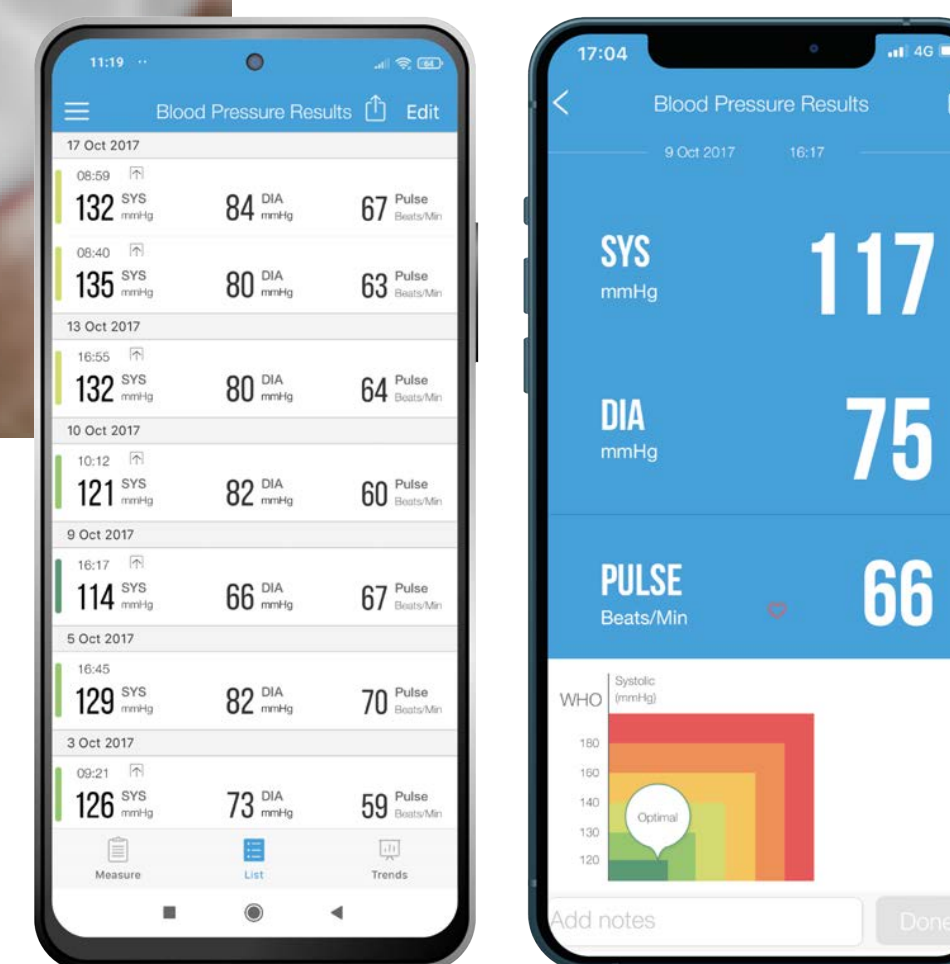 11:19 ··
64
Blood Pressure Results Edit
17 Oct 2017
08:59
132 SYS mmHg 84 DIA mmHg 67 Pulse Beats/Min
08:40
135 SYS mmHg 80 DIA mmHg 63 Pulse Beats/Min
13 Oct 2017
16:55
132 SYS mmHg 80 DIA mmHg 64 Pulse Beats/Min
10 Oct 2017
10:12
121 SYS mmHg 82 DIA mmHg 60 Pulse Beats/Min
9 Oct 2017
16:17
114 SYS mmHg 66 DIA mmHg 67 Pulse Beats/Min
5 Oct 2017
16:45
129 SYS mmHg 82 DIA mmHg 70 Pulse Beats/Min
3 Oct 2017
09:21
126 SYS mmHg 73 DIA mmHg 59 Pulse Beats/Min
Measure List Trends
17:04 4G
Blood Pressure Results
9 Oct 2017 16:17
SYS 117
mmHg
DIA 75
mmHg
PULSE 66
Beats/Min
Systolic
WHO (mmHg)
180
160
140
Optimal
130
120
Add notes Done